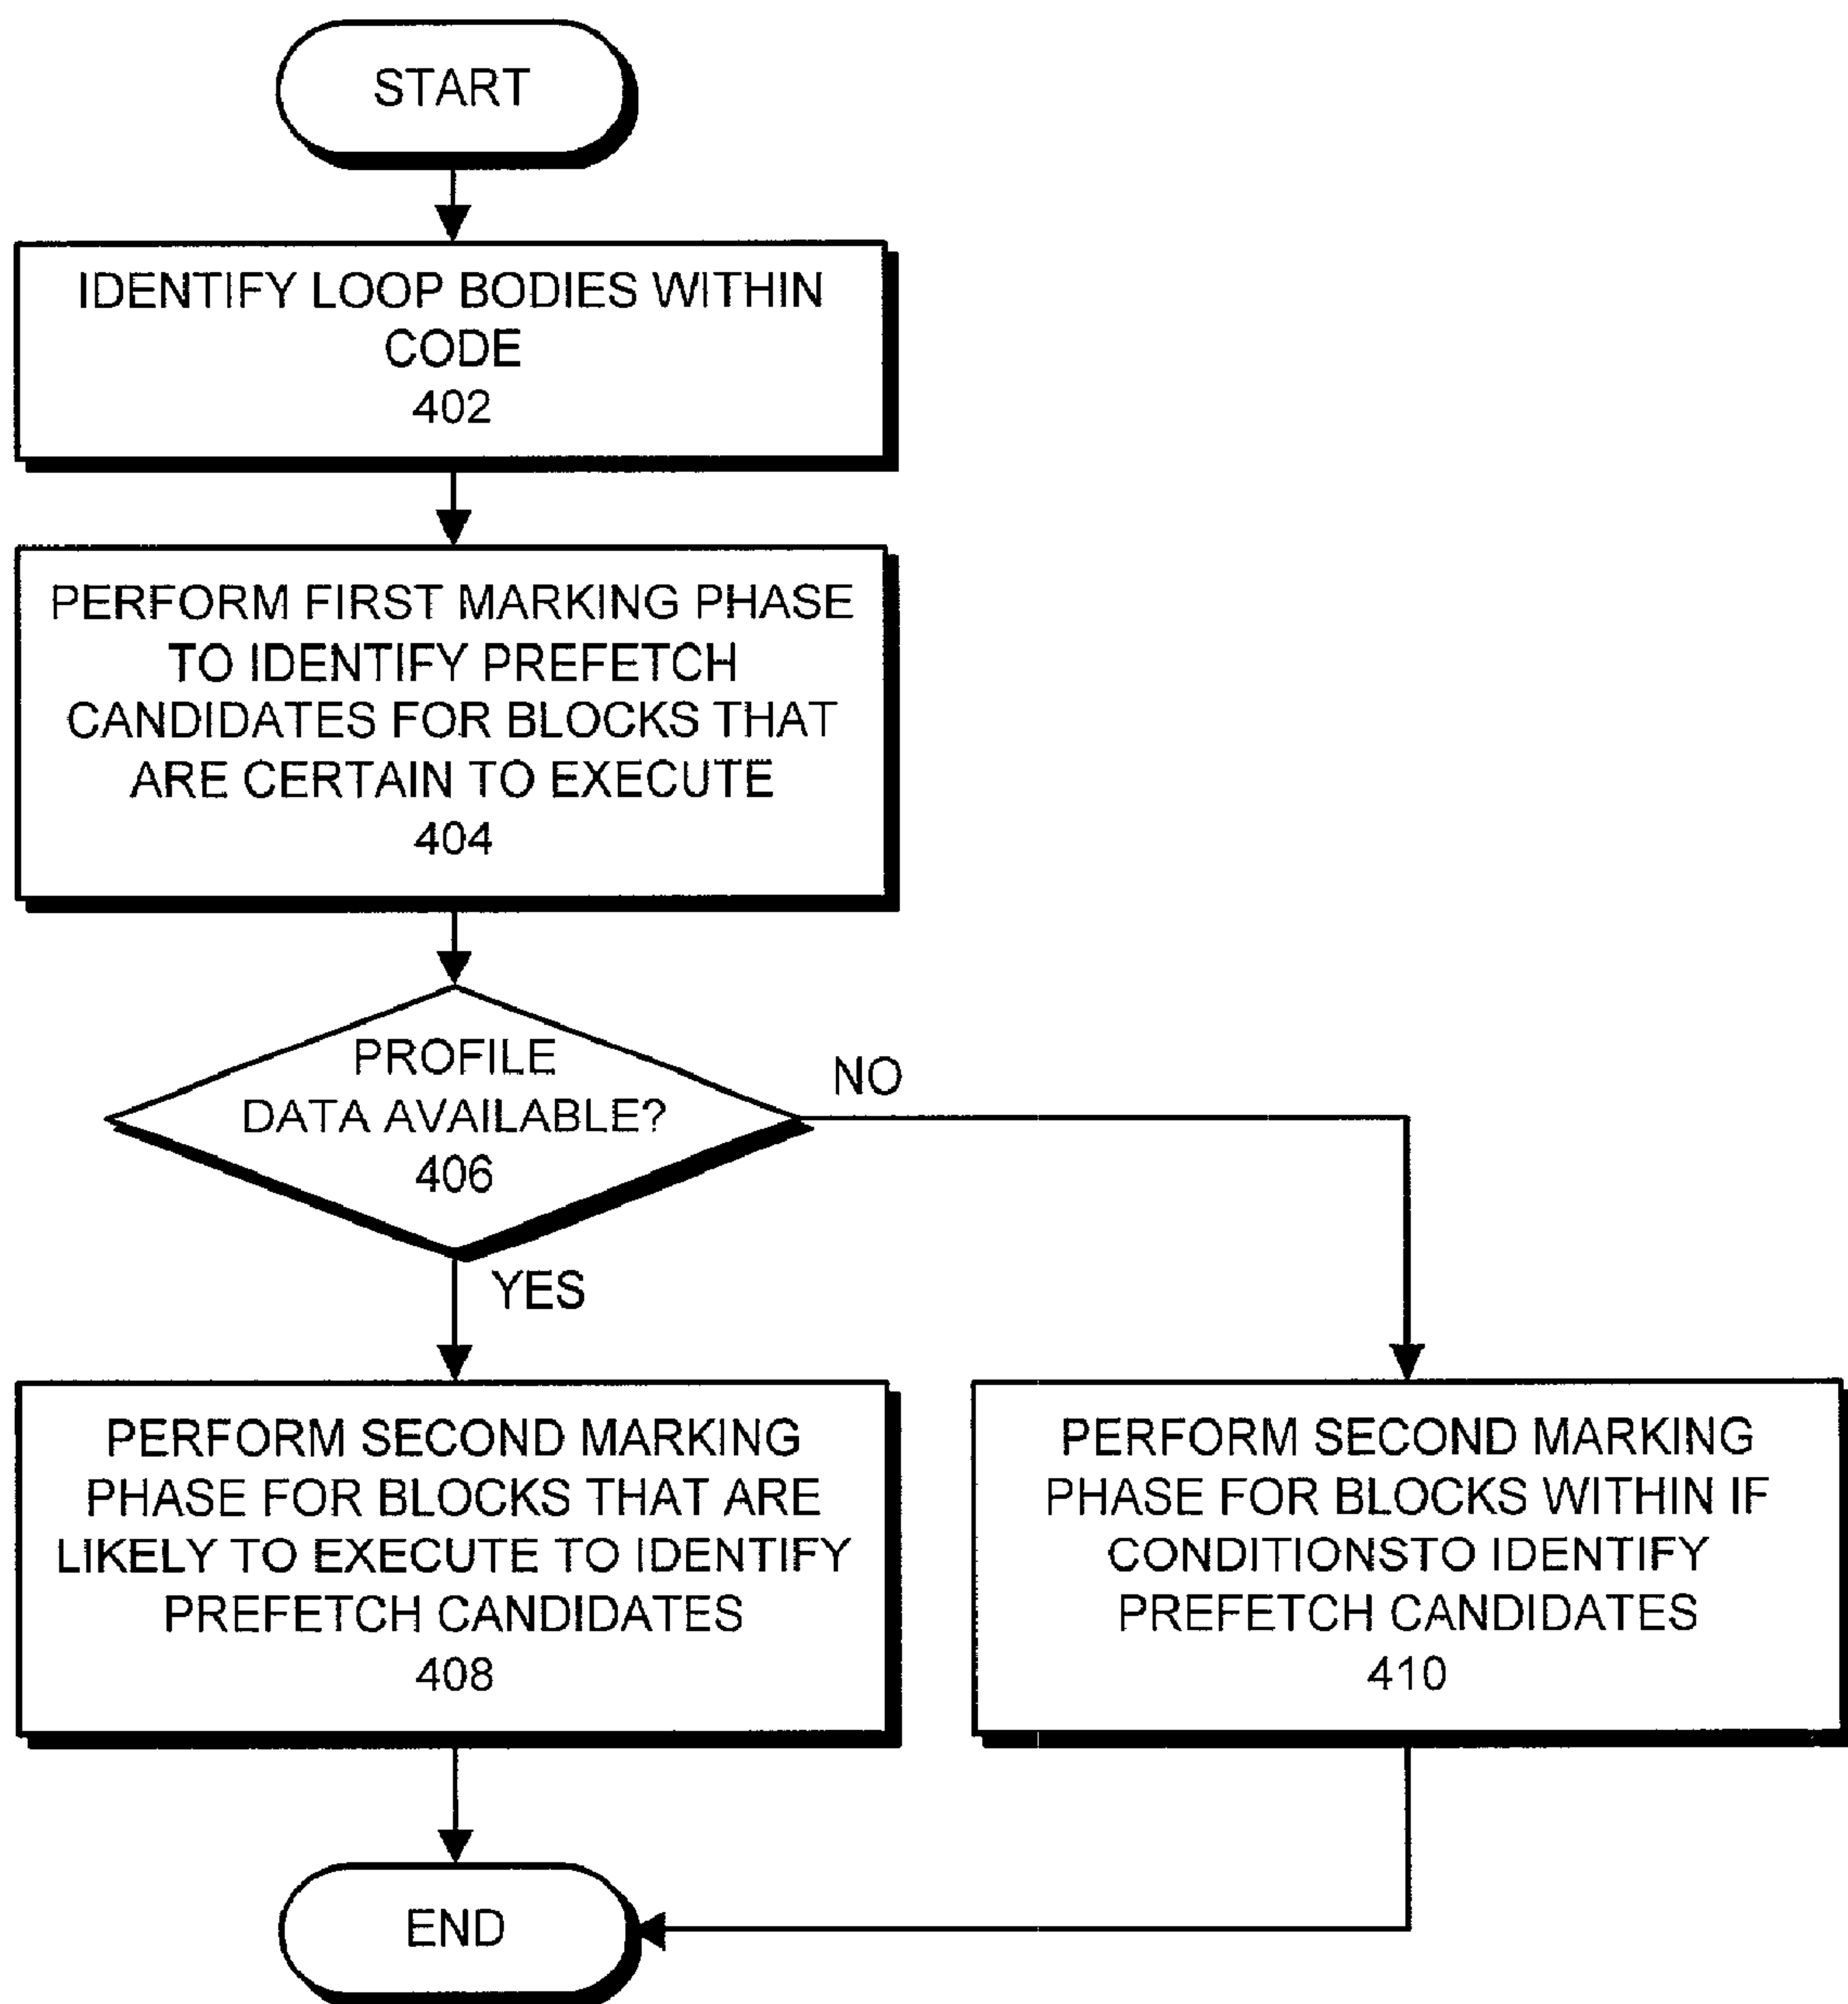 START
IDENTIFY LOOP BODIES WITHIN
CODE
402
PERFORM FIRST MARKING PHASE
TO IDENTIFY PREFETCH
CANDIDATES FOR BLOCKS THAT
ARE CERTAIN TO EXECUTE
404
PROFILE
DATA AVAILABLE?
406
NO
YES
PERFORM SECOND MARKING
PHASE FOR BLOCKS THAT ARE
LIKELY TO EXECUTE TO IDENTIFY
PREFETCH CANDIDATES
408
PERFORM SECOND MARKING
PHASE FOR BLOCKS WITHIN IF
CONDITIONSTO IDENTIFY
PREFETCH CANDIDATES
410
END